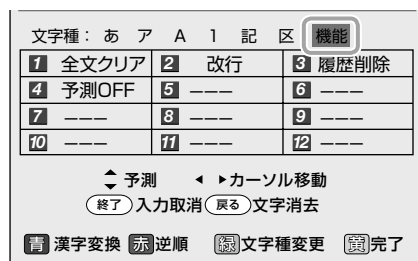 文字種： あ ア A 1 記 区 機能
1 全文クリア 2 改行 3 履歴削除
4 予測OFF 5 −−− 6 −−−
7 −−− 8 −−− 9 −−−
10 −−− 11 −−− 12 −−−
予測 カーソル移動
終了 入力取消 戻る 文字消去
青 漢字変換 赤 逆順 緑 文字種変更 黄 完了